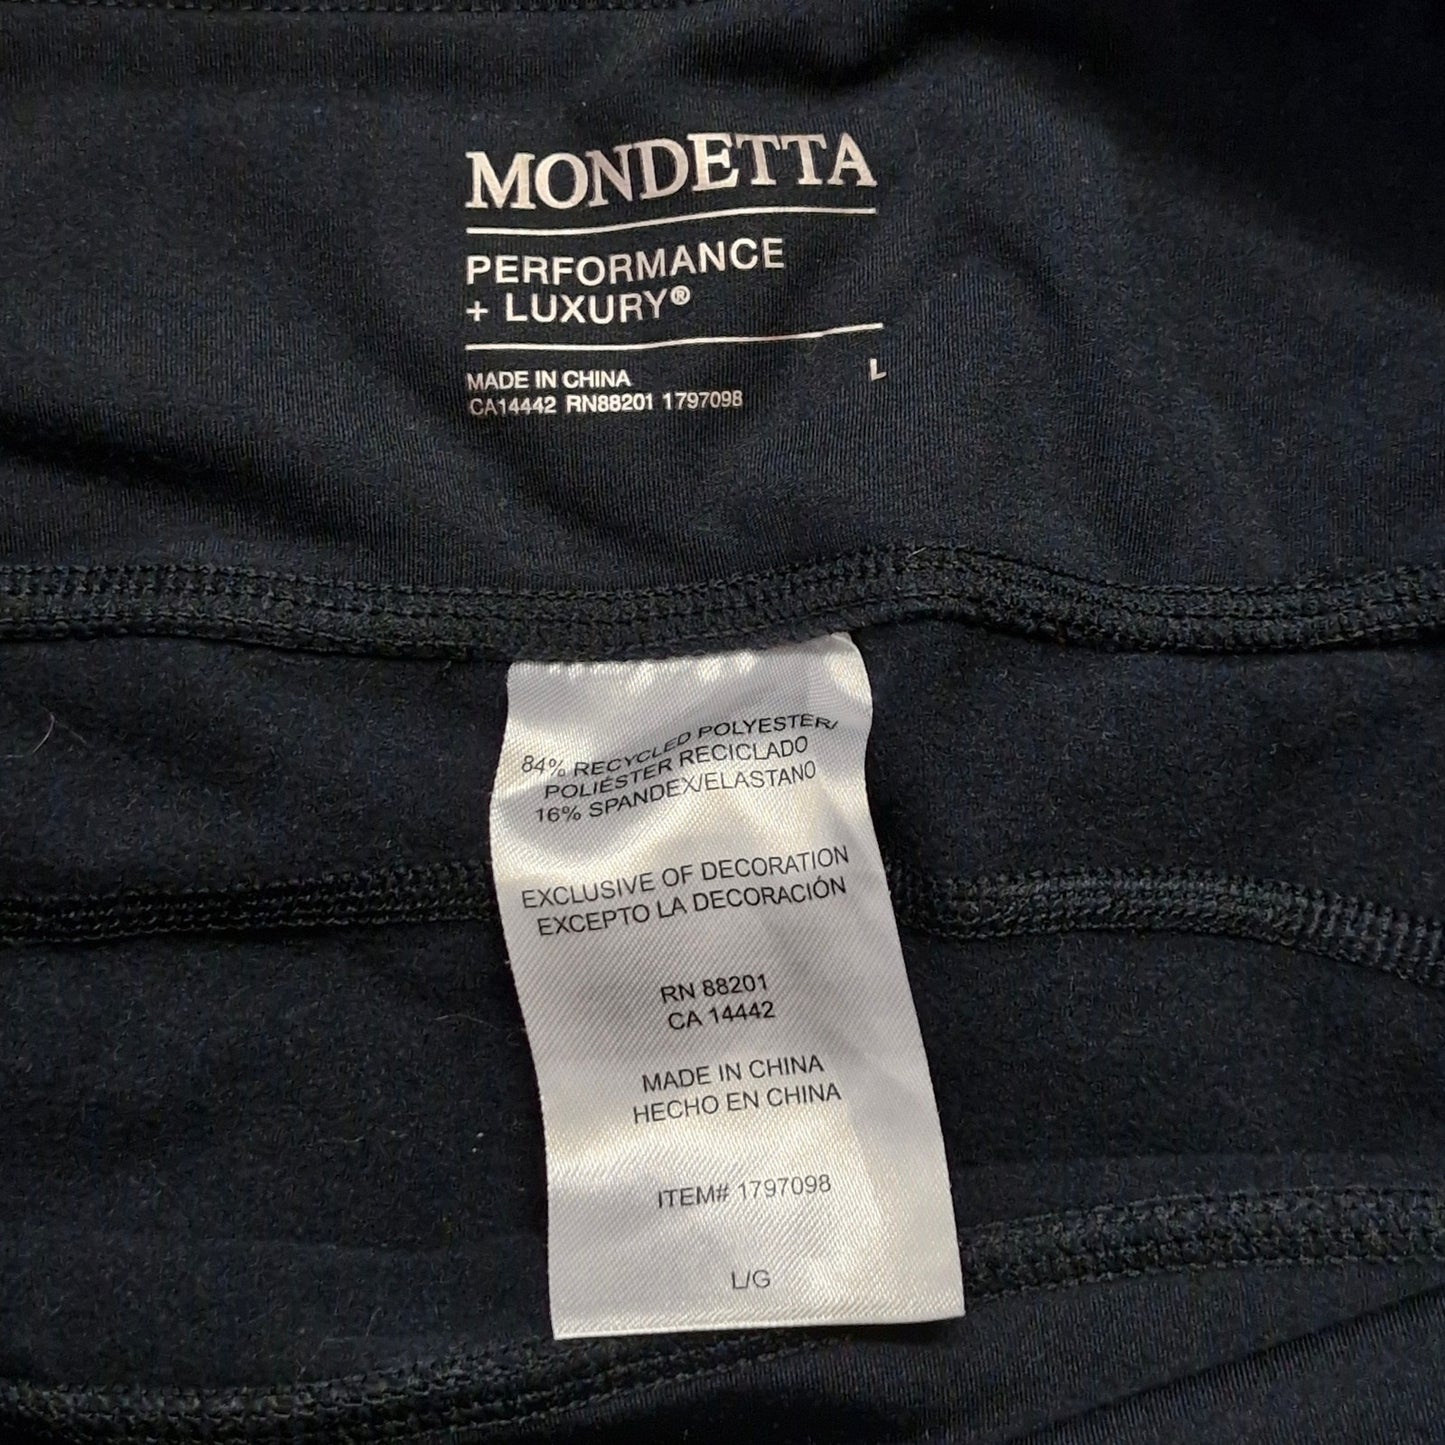 MONDETTA
PERFORMANCE
+ LUXURY®
MADE IN CHINA L
CA14442 RN88201 1797098
84% RECYCLED POLYESTER/
POLIÉSTER RECICLADO
16% SPANDEX/ELASTANO
EXCLUSIVE OF DECORATION
EXCEPTO LA DECORACIÓN
RN 88201
CA 14442
MADE IN CHINA
HECHO EN CHINA
ITEM# 1797098
L/G